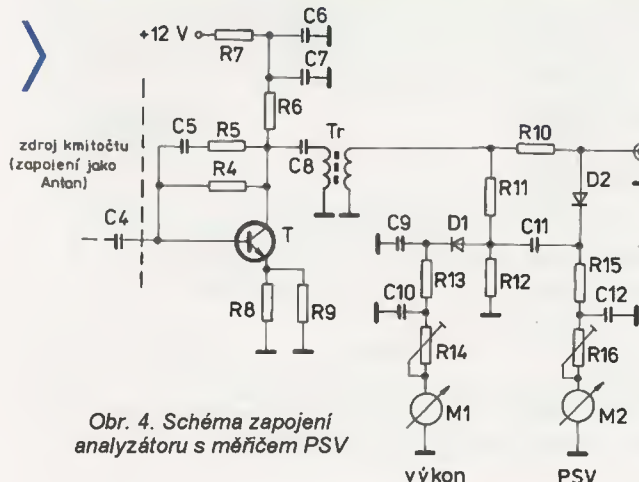 +12 V
R7
C6
C7
R6
zdroj kmitočtu
(zapojení jako
Antan)
C5
R5
R4
C8
Tr
R10
C4
T
R11
D2
C9
D1
C11
R13
R12
R15
C10
C12
R8
R9
R14
R16
M1
M2
Obr. 4. Schéma zapojení
analyzátoru s měřičem PSV
výkon
PSV